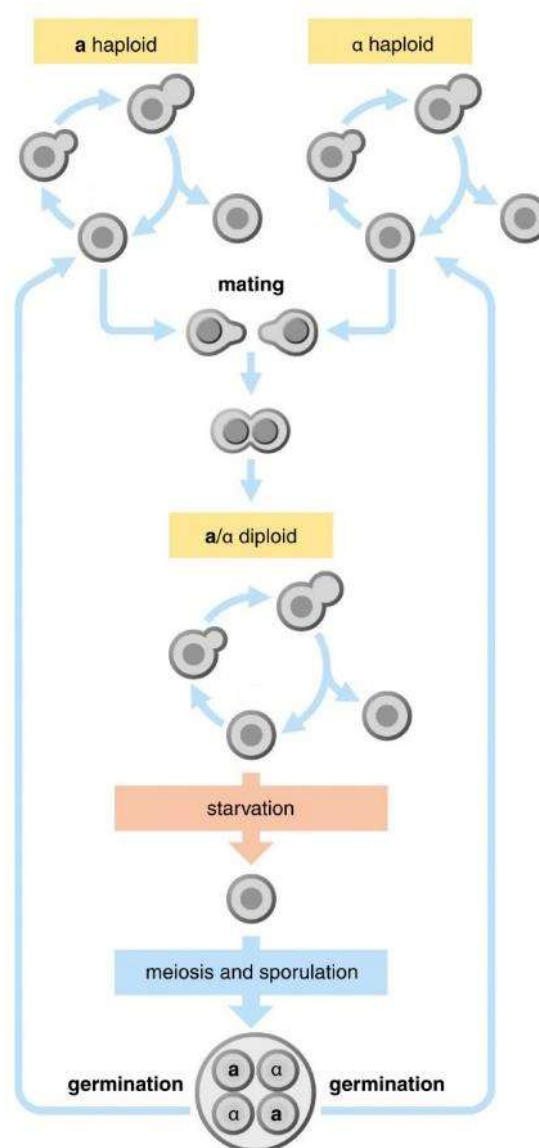 a haploid
α haploid
mating
a/α diploid
starvation
meiosis and sporulation
a α
germination germination
α a